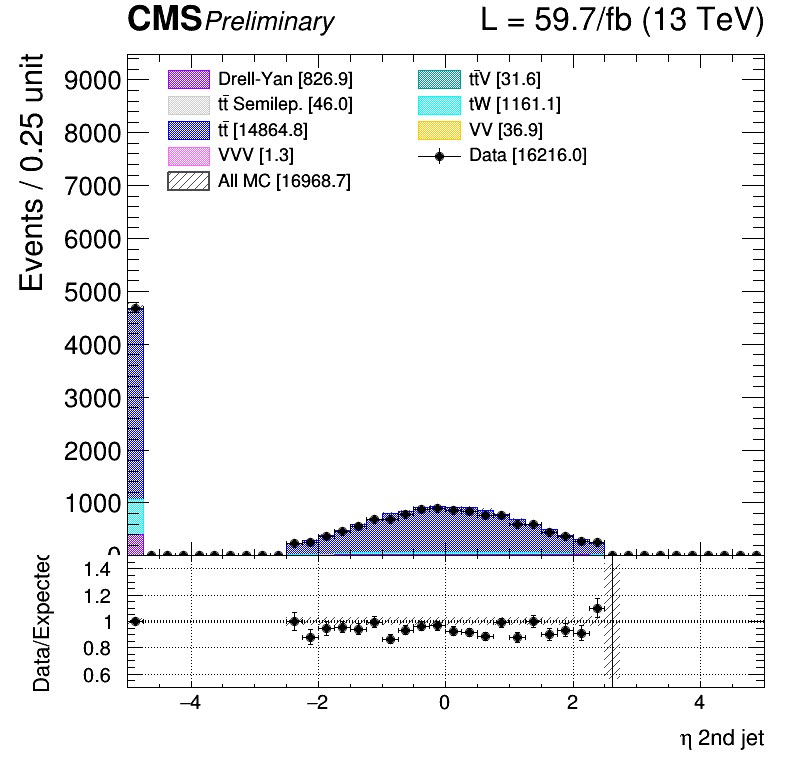 CMS Preliminary L = 59.7/fb (13 TeV)
Events / 0.25 unit
9000
8000
7000
6000
5000
4000
3000
2000
1000
0
Drell-Yan [826.9]
tt̄ Semilep. [46.0]
tt̄ [14864.8]
VVV [1.3]
All MC [16968.7]
tt̄V [31.6]
tW [1161.1]
VV [36.9]
Data [16216.0]
Data/Expected
1.4
1.2
1
0.8
0.6
−4 −2 0 2 4
η 2nd jet